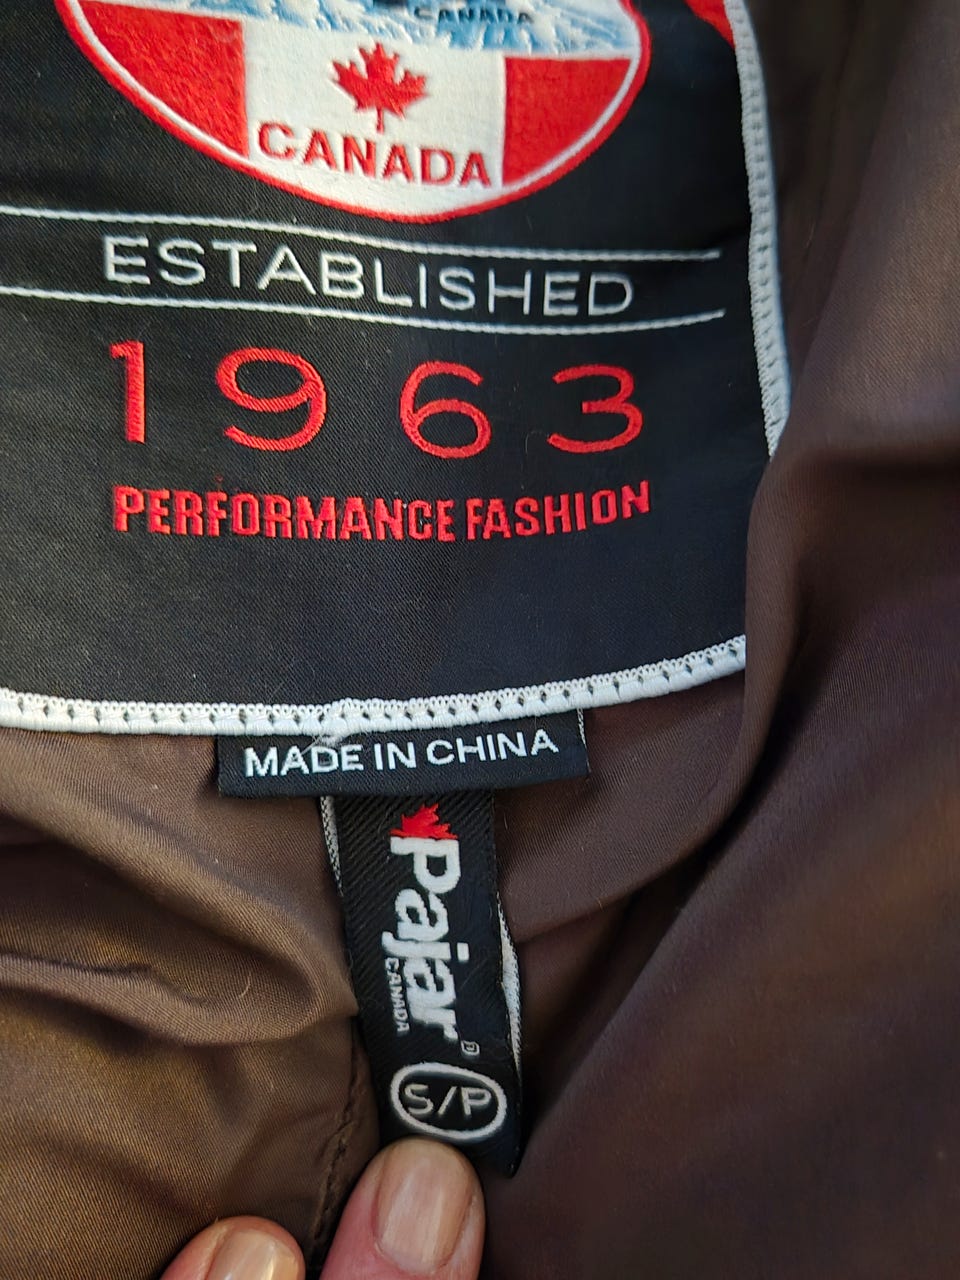 CANADA
CANADA
ESTABLISHED
1963
PERFORMANCE FASHION
MADE IN CHINA
Pajar®
CANADA
S/P